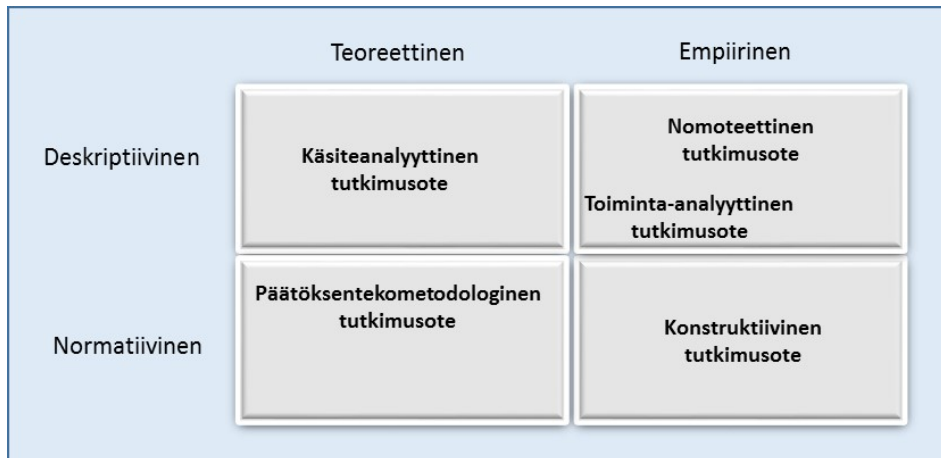 Teoreettinen
Empiirinen
Deskriptiivinen
Käsiteanalyyttinen
tutkimusote
Nomoteettinen
tutkimusote
Toiminta-analyyttinen
tutkimusote
Normatiivinen
Päätöksentekometodologinen
tutkimusote
Konstruktiivinen
tutkimusote